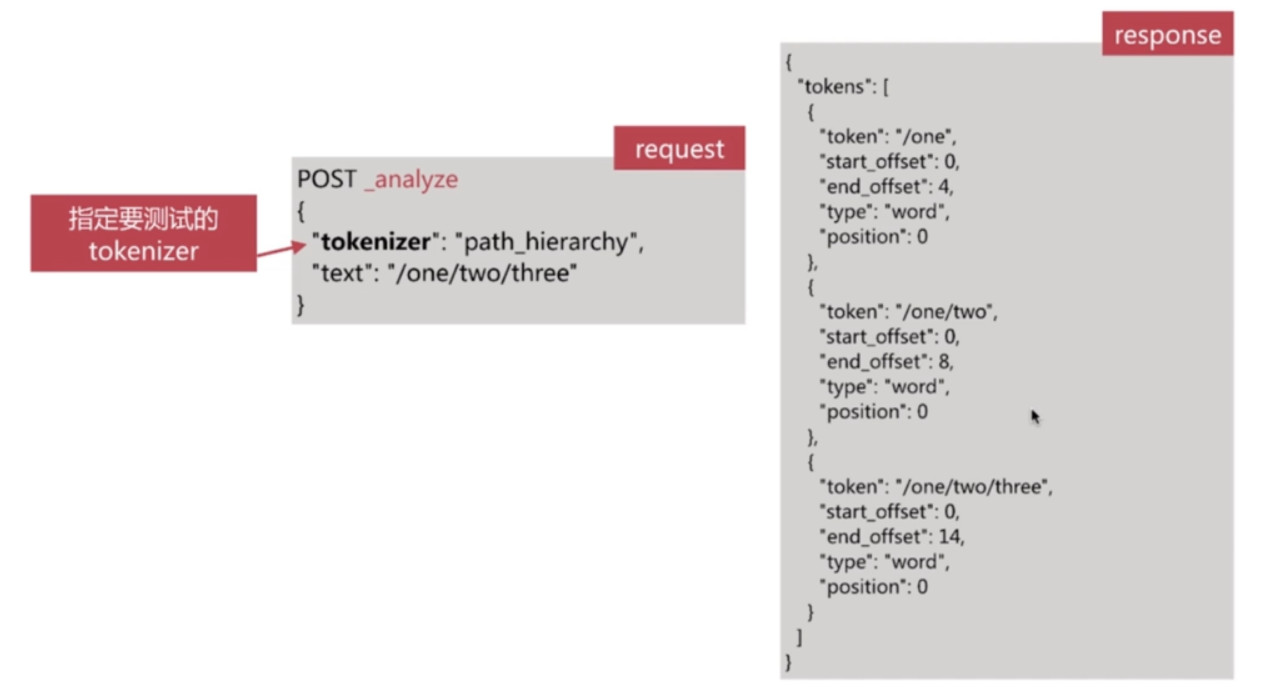 指定要测试的
tokenizer
request
POST _analyze
{
"tokenizer": "path_hierarchy",
"text": "/one/two/three"
}
response
{
"tokens": [
{
"token": "/one",
"start_offset": 0,
"end_offset": 4,
"type": "word",
"position": 0
},
{
"token": "/one/two",
"start_offset": 0,
"end_offset": 8,
"type": "word",
"position": 0
},
{
"token": "/one/two/three",
"start_offset": 0,
"end_offset": 14,
"type": "word",
"position": 0
}
]
}